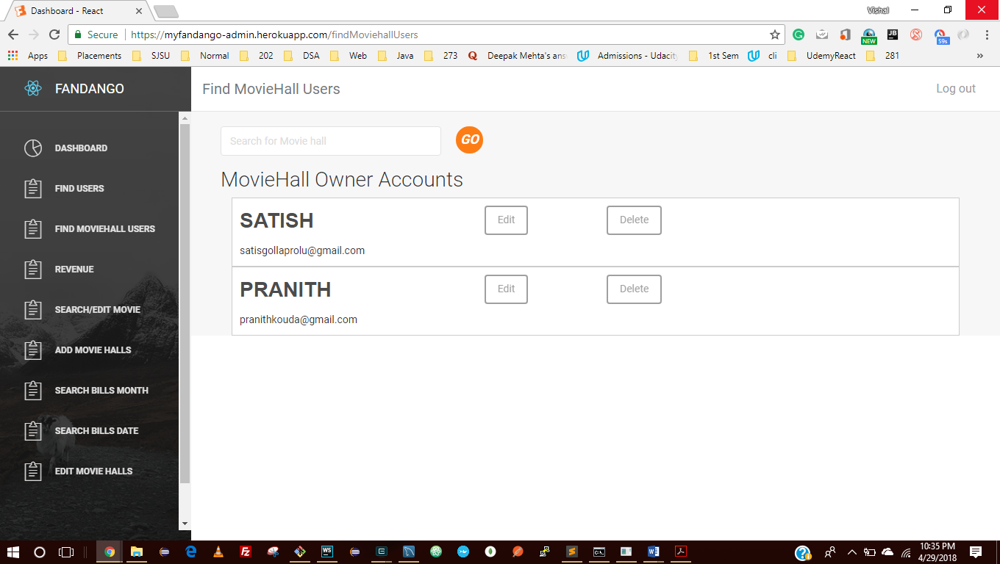 Dashboard - React
Vishal
Secure
https://myfandango-admin.herokuapp.com/findMoviehallUsers
JB
NEW
59s
Apps Placements SJSU Normal 202 DSA Web Java 273 Deepak Mehta's ans Admissions - Udacity 1st Sem cli UdemyReact 281 »
FANDANGO
Find MovieHall Users
Log out
DASHBOARD
FIND USERS
FIND MOVIEHALL USERS
REVENUE
SEARCH/EDIT MOVIE
ADD MOVIE HALLS
SEARCH BILLS MONTH
SEARCH BILLS DATE
EDIT MOVIE HALLS
Search for Movie hall
GO
MovieHall Owner Accounts
SATISH
Edit
Delete
satisgollaprolu@gmail.com
PRANITH
Edit
Delete
pranithkouda@gmail.com
10:35 PM
4/29/2018